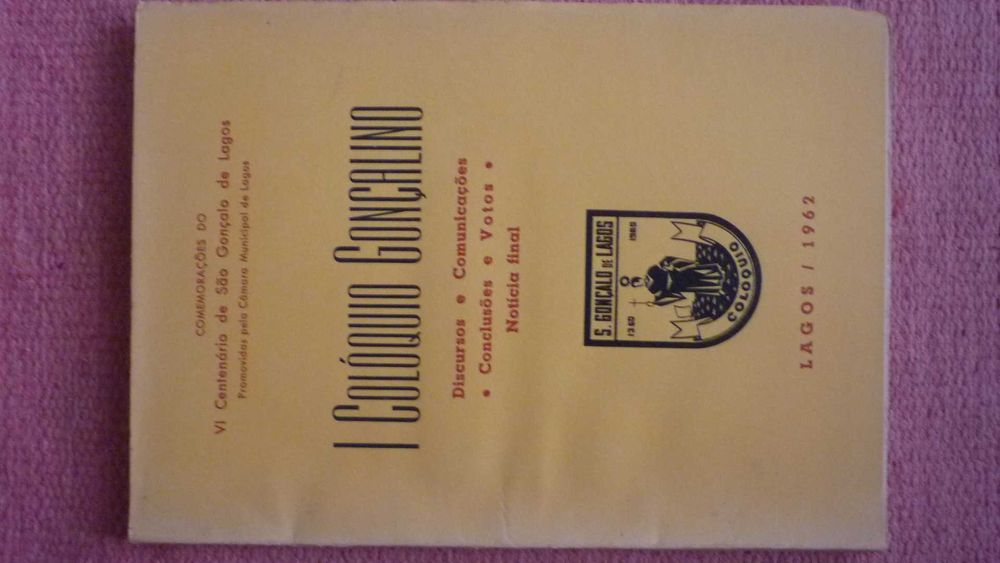 COMEMORAÇÕES DO
VI Centenário de São Gonçalo de Lagos
Promovidas pela Câmara Municipal de Lagos
I COLÓQUIO GONÇALINO
Discursos e Comunicações
• Conclusões e Votos •
Notícia final
S. GONÇALO DE LAGOS
1360 1960
COLOQUIO
LAGOS / 1962